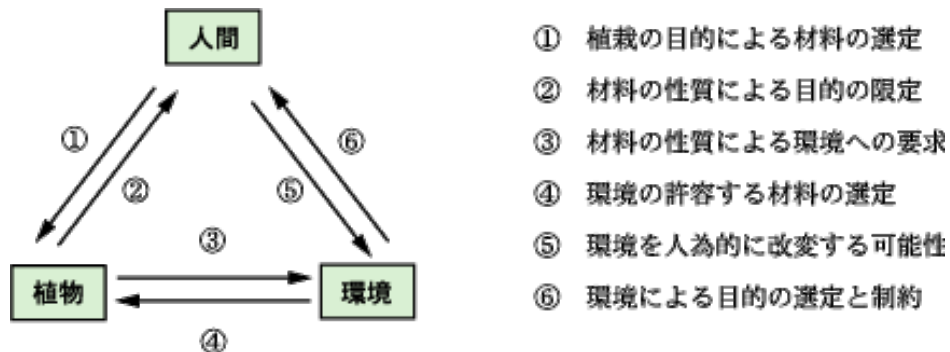 人間
①
②
③
④
⑤
⑥
植物
環境
① 植栽の目的による材料の選定
② 材料の性質による目的の限定
③ 材料の性質による環境への要求
④ 環境の許容する材料の選定
⑤ 環境を人為的に改変する可能性
⑥ 環境による目的の選定と制約